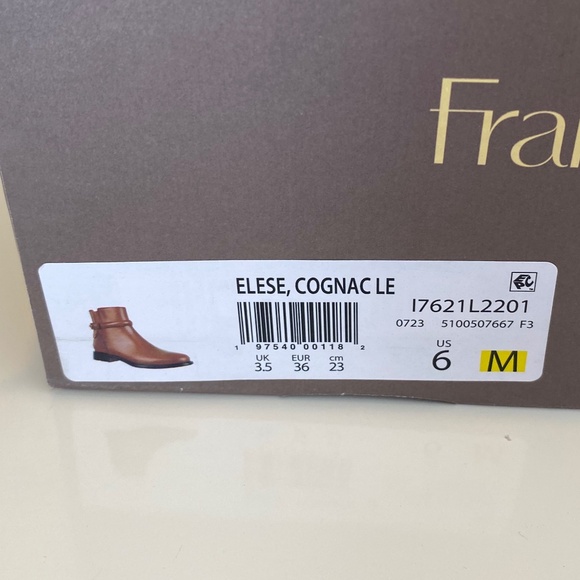 Fra
ELESE, COGNAC LE
I7621L2201
0723 5100507667 F3
1 97540 00118 2
UK EUR cm
3.5 36 23
US
6 M